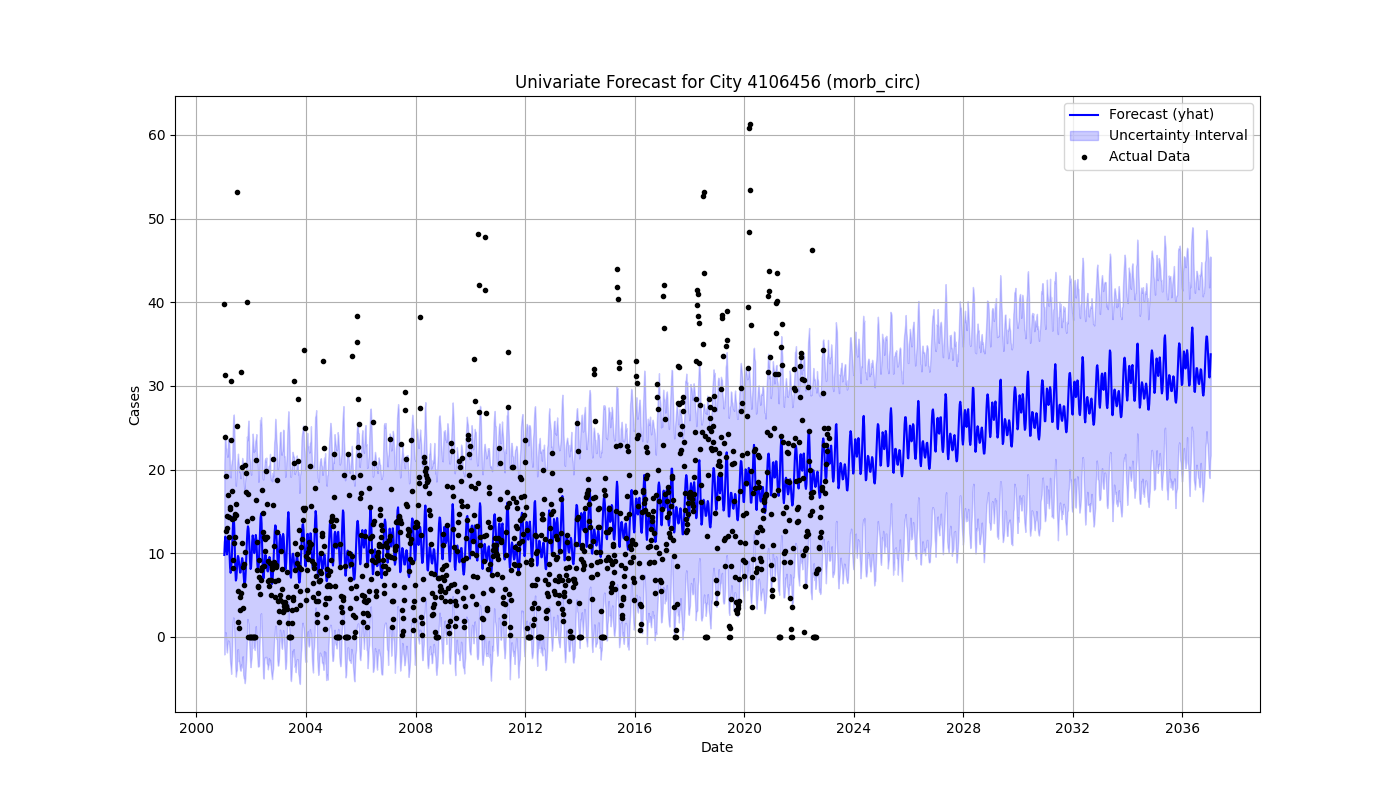 Univariate Forecast for City 4106456 (morb_circ)
Forecast (yhat)
Uncertainty Interval
Actual Data
60
50
40
30
20
10
0
Cases
2000 2004 2008 2012 2016 2020 2024 2028 2032 2036
Date